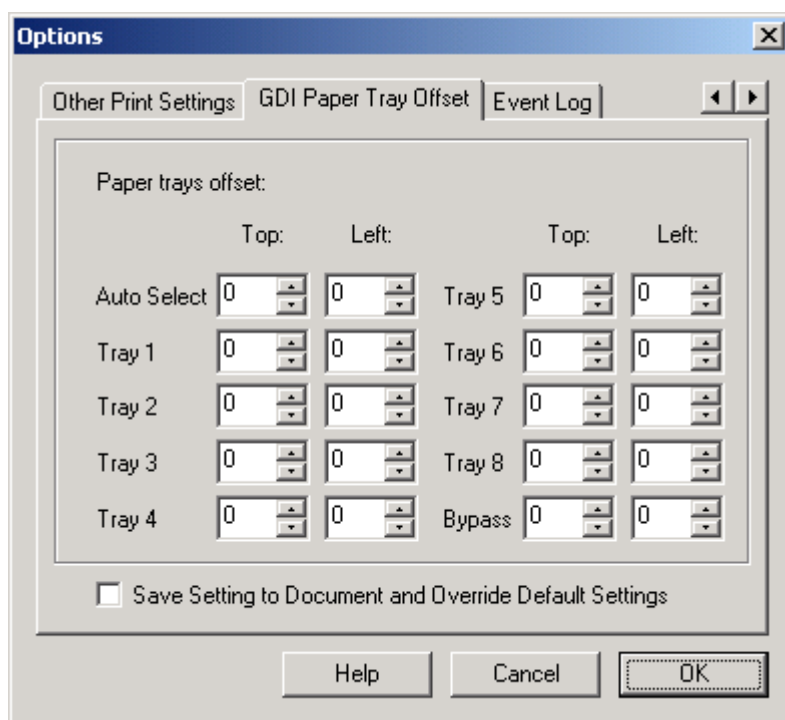 Options
Other Print Settings GDI Paper Tray Offset Event Log
Paper trays offset:
Top: Left: Top: Left:
Auto Select 0 0 Tray 5 0 0
Tray 1 0 0 Tray 6 0 0
Tray 2 0 0 Tray 7 0 0
Tray 3 0 0 Tray 8 0 0
Tray 4 0 0 Bypass 0 0
Save Setting to Document and Override Default Settings
Help Cancel OK